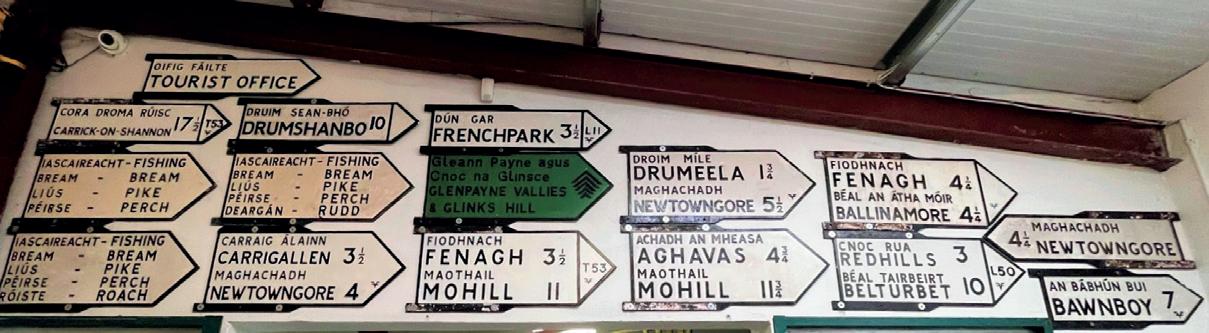 OIFIG FÁILTE
TOURIST OFFICE
CORA DROMA RÚISC
CARRICK-ON-SHANNON 17½ T53
DRUIM SEAN-BHÓ
DRUMSHANBO 10
DÚN GAR
FRENCHPARK 3½ L11
IASCAIREACHT - FISHING
BREAM - BREAM
LIÚS - PIKE
PÉIRSE - PERCH
IASCAIREACHT - FISHING
BREAM - BREAM
LIÚS - PIKE
PÉIRSE - PERCH
DEARGÁN - RUDD
Gleann Payne agus
Cnoc na Glinsce
GLENPAYNE VALLIES
& GLINKS HILL
DROIM MÍLE
DRUMEELA 1¾
MAGHACHADH
NEWTOWNGORE 5½
FIODHNACH
FENAGH 4¼
BÉAL AN ÁTHA MÓIR
BALLINAMORE 4¼
MAGHACHADH
4¼ NEWTOWNGORE
IASCAIREACHT - FISHING
BREAM - BREAM
LIÚS - PIKE
PÉIRSE - PERCH
RÓISTE - ROACH
CARRAIG ÁLAINN
CARRIGALLEN 3½
MAGHACHADH
NEWTOWNGORE 4
FIODHNACH
FENAGH 3½
MAOTHAIL
MOHILL 11
T53
ACHADH AN MHEASA
AGHAVAS 4¾
MAOTHAIL
MOHILL 11¾
CNOC RUA
REDHILLS 3
BÉAL TAIRBEIRT
BELTURBET 10
L50
AN BÁBHÚN BUI
BAWNBOY 7